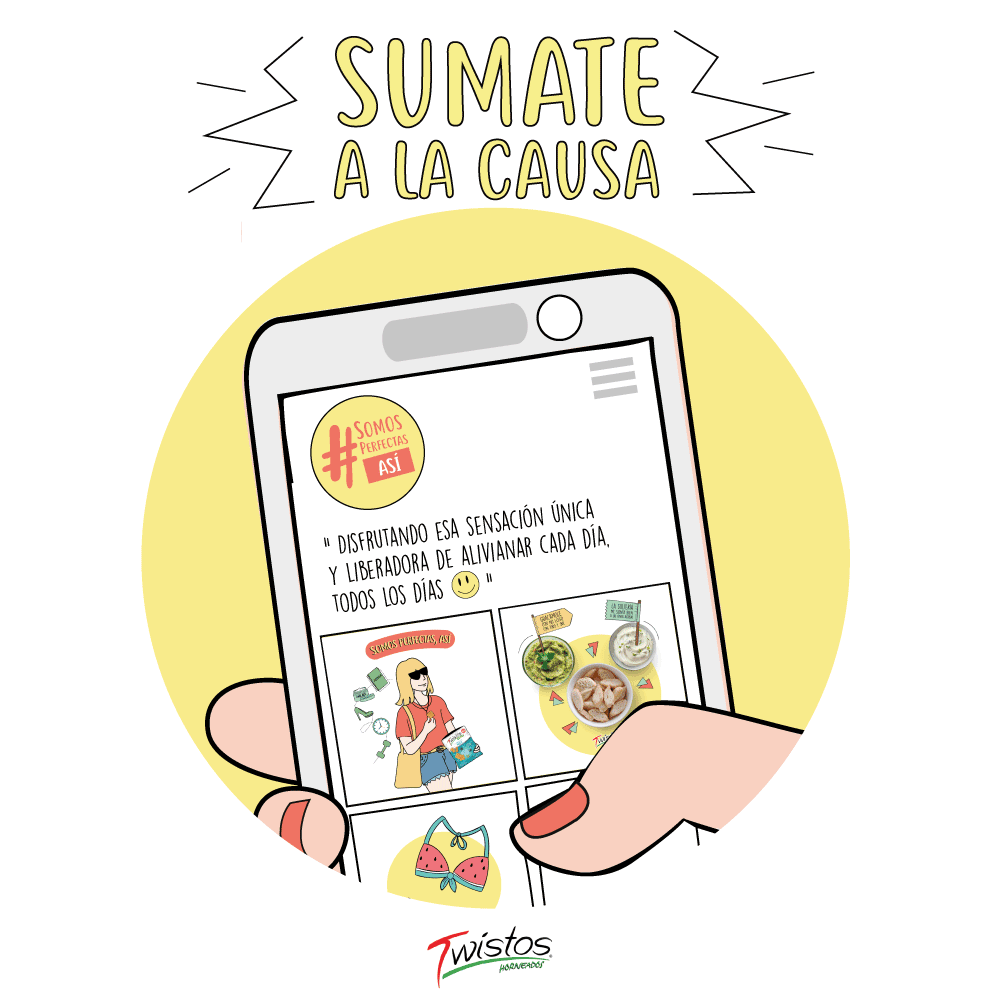 SUMATE
A LA CAUSA
#SOMOS
PERFECTAS
ASÍ
" DISFRUTANDO ESA SENSACIÓN ÚNICA
Y LIBERADORA DE ALIVIANAR CADA DÍA,
TODOS LOS DÍAS "
SOMOS PERFECTAS, ASÍ
Twistos
HORNEADOS